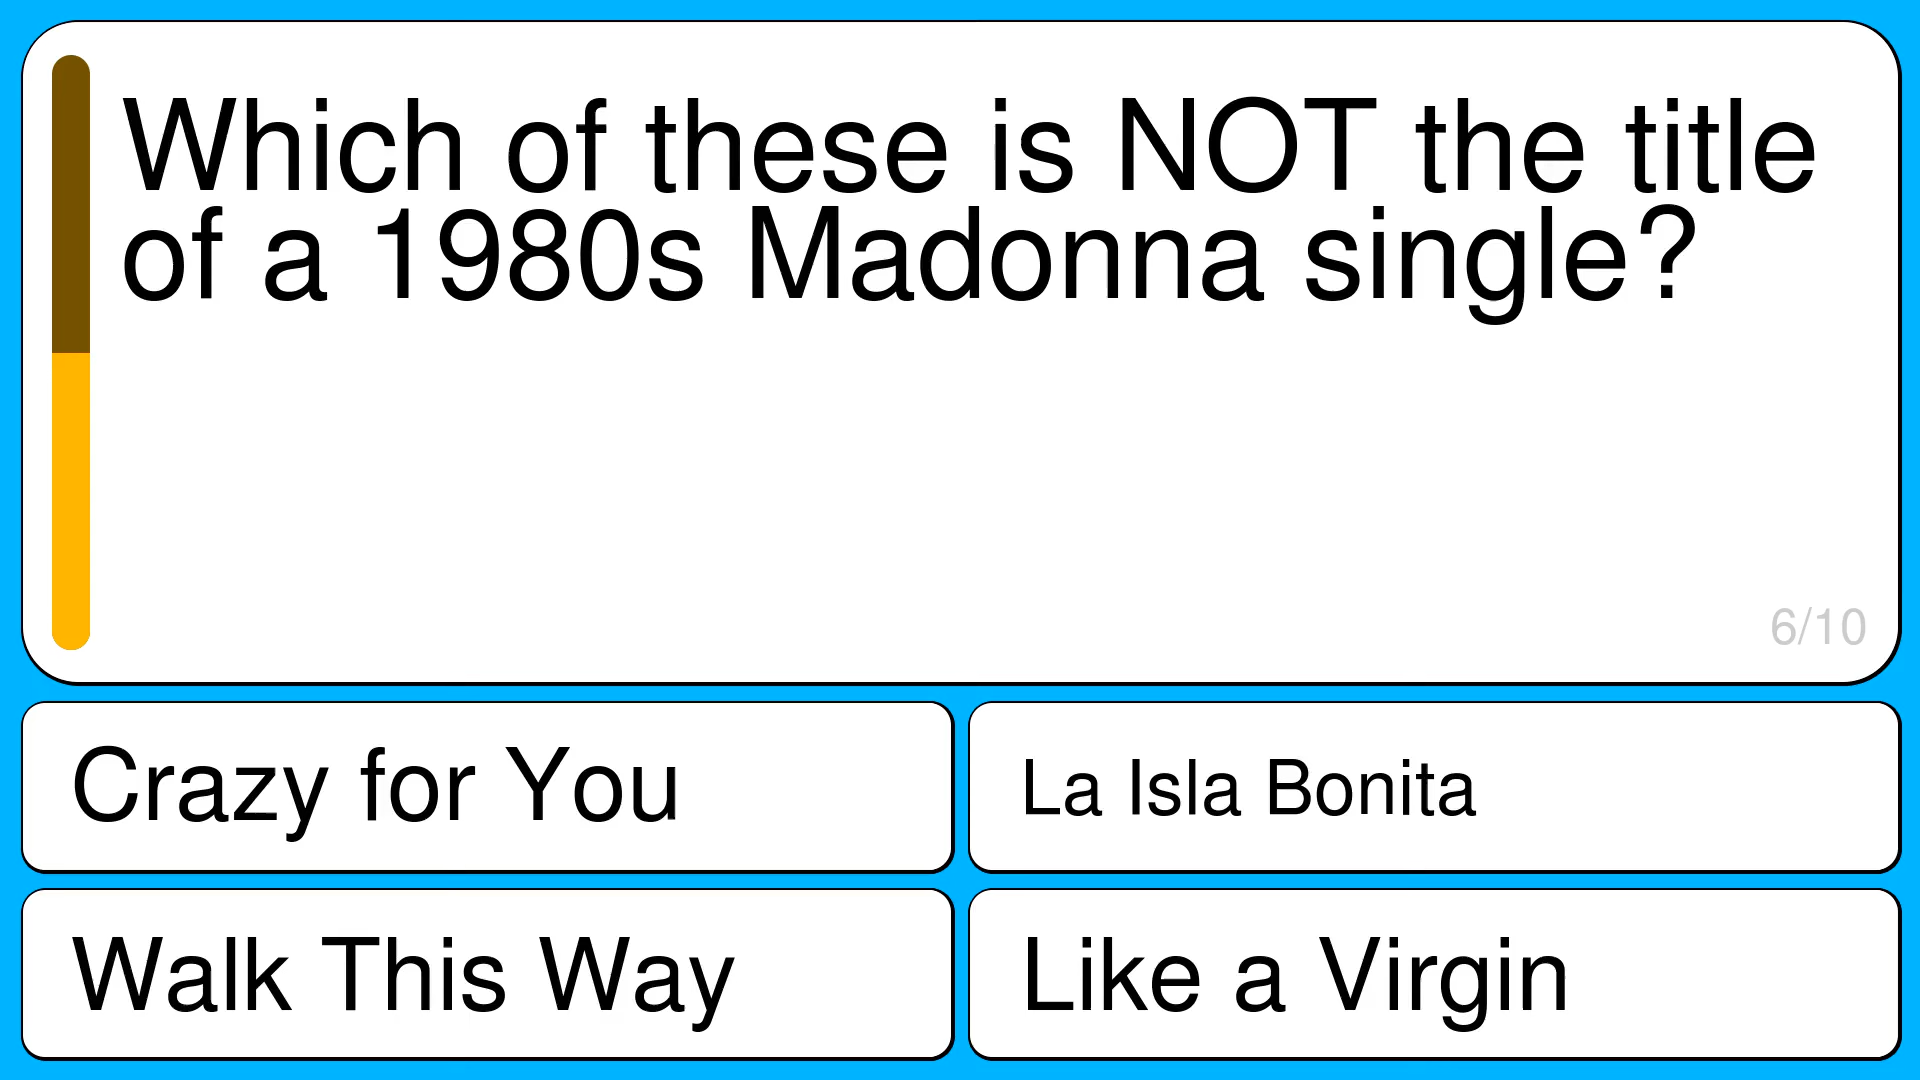 Which of these is NOT the title
of a 1980s Madonna single?
6/10
Crazy for You
La Isla Bonita
Walk This Way
Like a Virgin